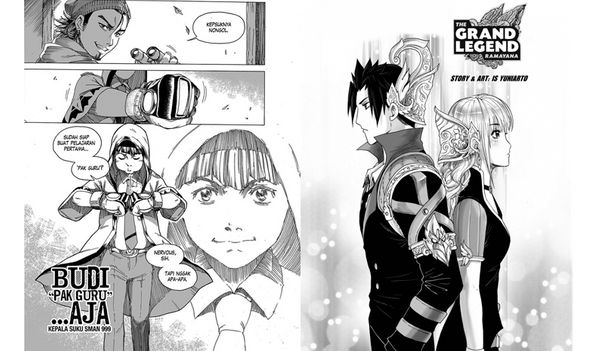 KEPSUKNYA
NONGOL.
SUDAH SIAP
BUAT PELAJARAN
PERTAMA...
"PAK GURU"?
NERVOUS,
SIH.
TAPI NGGAK
APA-APA.
BUDI
"PAK GURU"
...AJA
KEPALA SUKU SMAN 999
THE
GRAND
LEGEND
RAMAYANA
STORY & ART: IS YUNIARTO